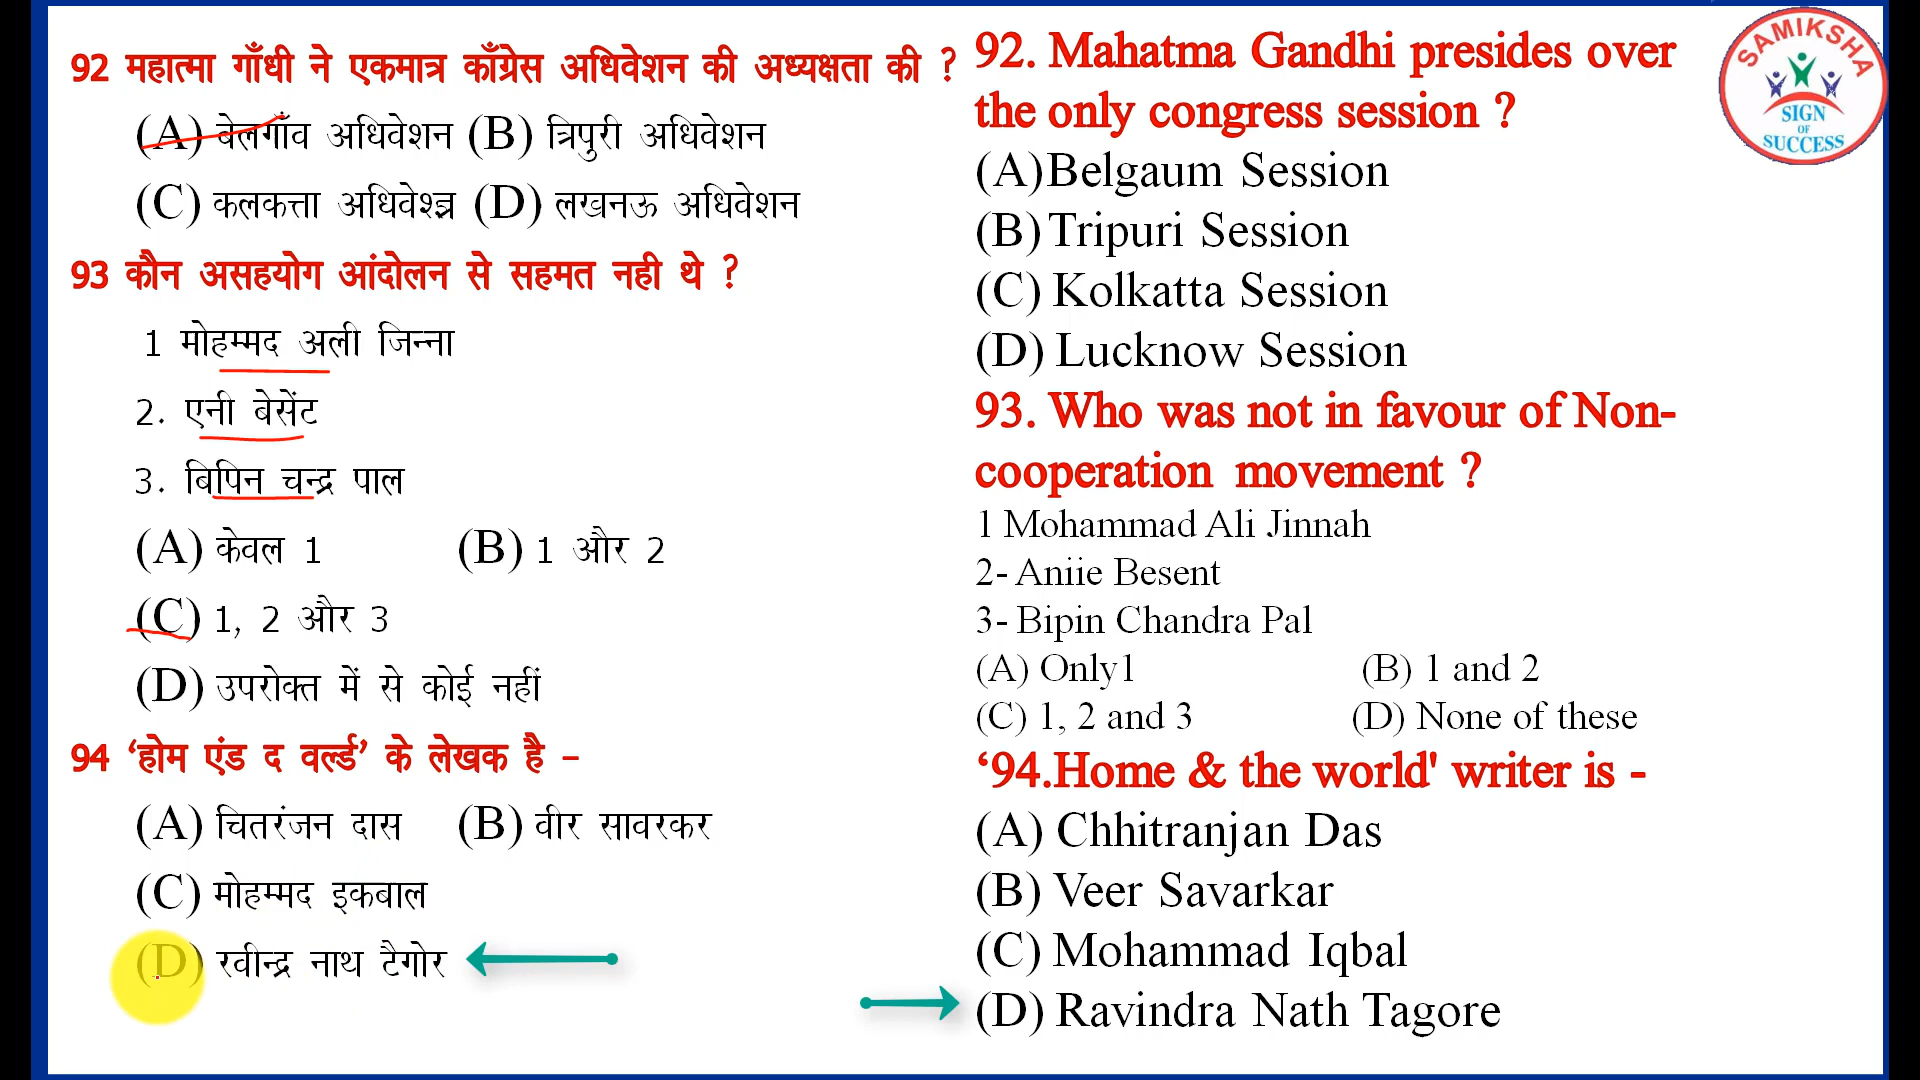 92 महात्मा गाँधी ने एकमात्र काँग्रेस अधिवेशन की अध्यक्षता की ?
(A) बेलगाँव अधिवेशन (B) त्रिपुरी अधिवेशन
(C) कलकत्ता अधिवेश्न (D) लखनऊ अधिवेशन
93 कौन असहयोग आंदोलन से सहमत नही थे ?
1 मोहम्मद अली जिन्ना
2. एनी बेसेंट
3. बिपिन चन्द्र पाल
(A) केवल 1 (B) 1 और 2
(C) 1, 2 और 3
(D) उपरोक्त में से कोई नहीं
94 ‘होम एंड द वर्ल्ड’ के लेखक है –
(A) चितरंजन दास (B) वीर सावरकर
(C) मोहम्मद इकबाल
(D) रवीन्द्र नाथ टैगोर
92. Mahatma Gandhi presides over
the only congress session ?
(A)Belgaum Session
(B)Tripuri Session
(C) Kolkatta Session
(D) Lucknow Session
93. Who was not in favour of Non-
cooperation movement ?
1 Mohammad Ali Jinnah
2- Aniie Besent
3- Bipin Chandra Pal
(A) Only1 (B) 1 and 2
(C) 1, 2 and 3 (D) None of these
‘94.Home & the world' writer is -
(A) Chhitranjan Das
(B) Veer Savarkar
(C) Mohammad Iqbal
(D) Ravindra Nath Tagore
SAMIKSHA
SIGN
OF
SUCCESS